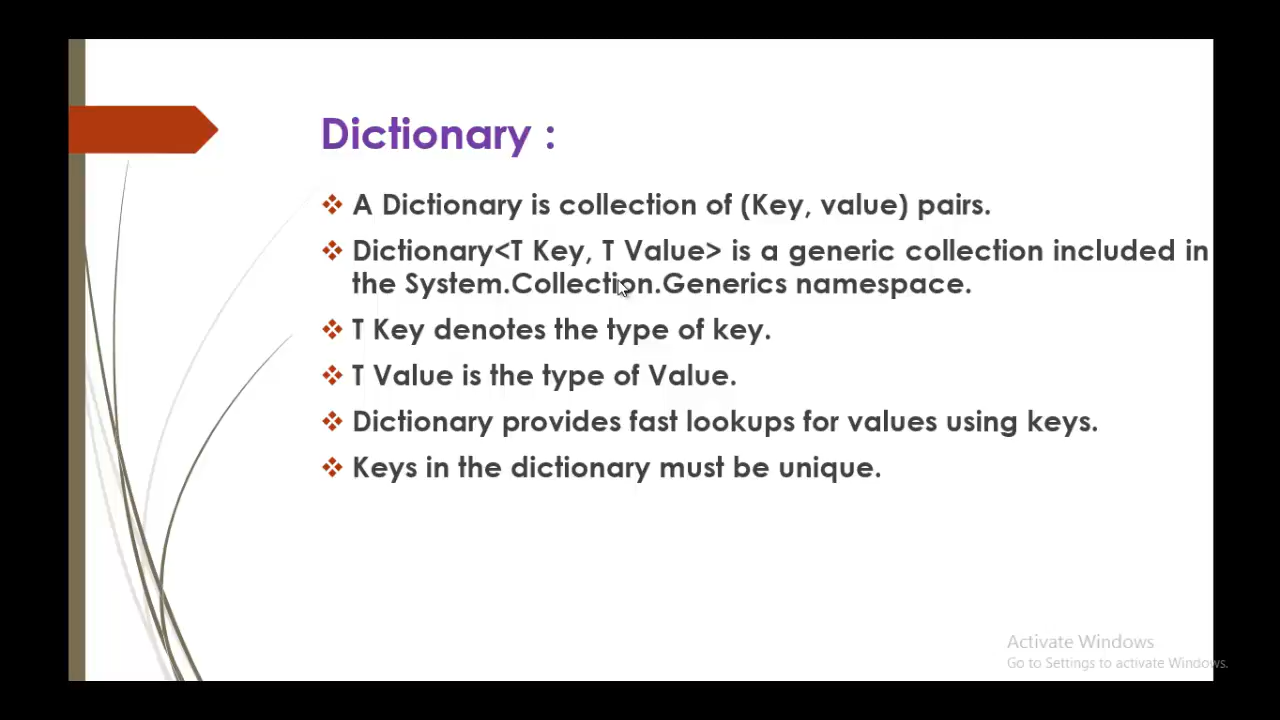 Dictionary :
A Dictionary is collection of (Key, value) pairs.
Dictionary<T Key, T Value> is a generic collection included in
the System.Collection.Generics namespace.
T Key denotes the type of key.
T Value is the type of Value.
Dictionary provides fast lookups for values using keys.
Keys in the dictionary must be unique.
Activate Windows
Go to Settings to activate Windows.